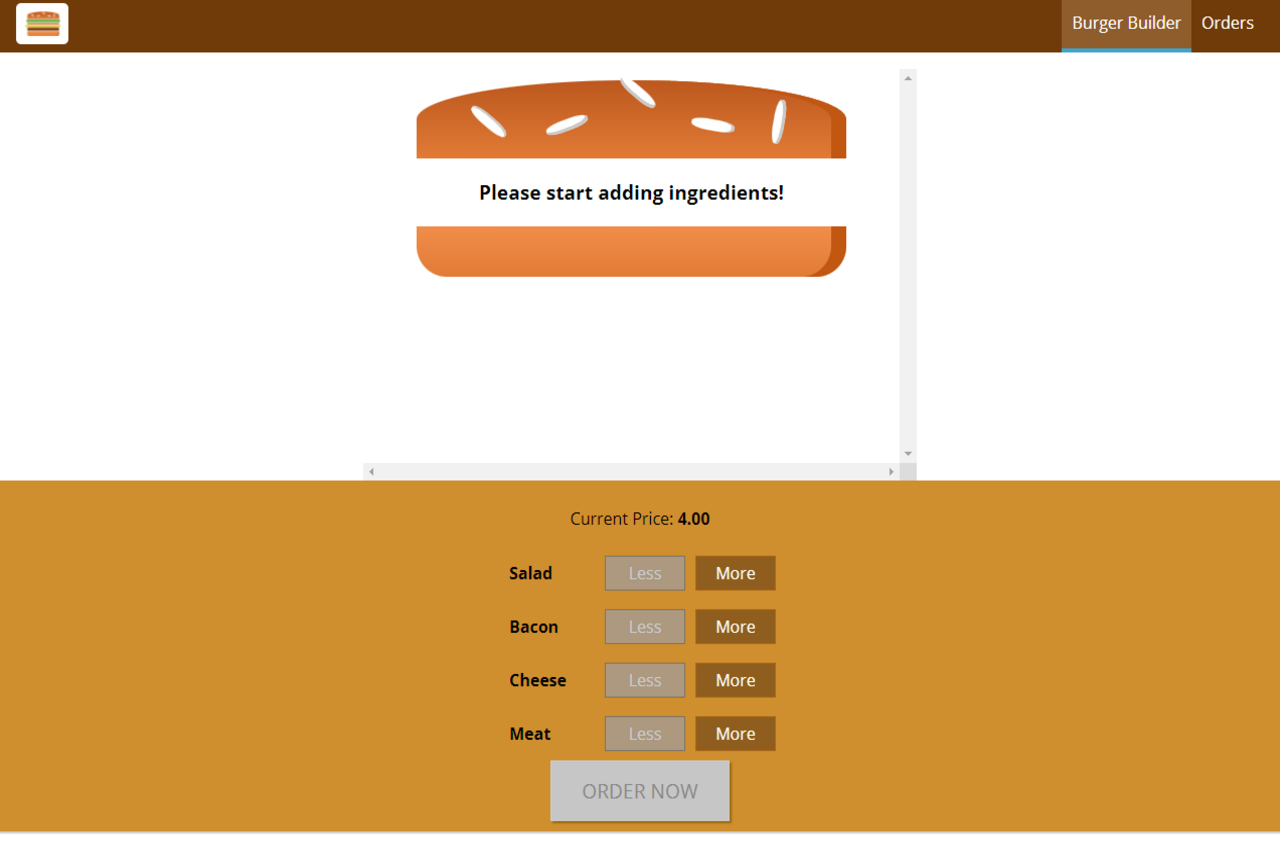 Burger Builder Orders
Please start adding ingredients!
Current Price: 4.00
Salad Less More
Bacon Less More
Cheese Less More
Meat Less More
ORDER NOW